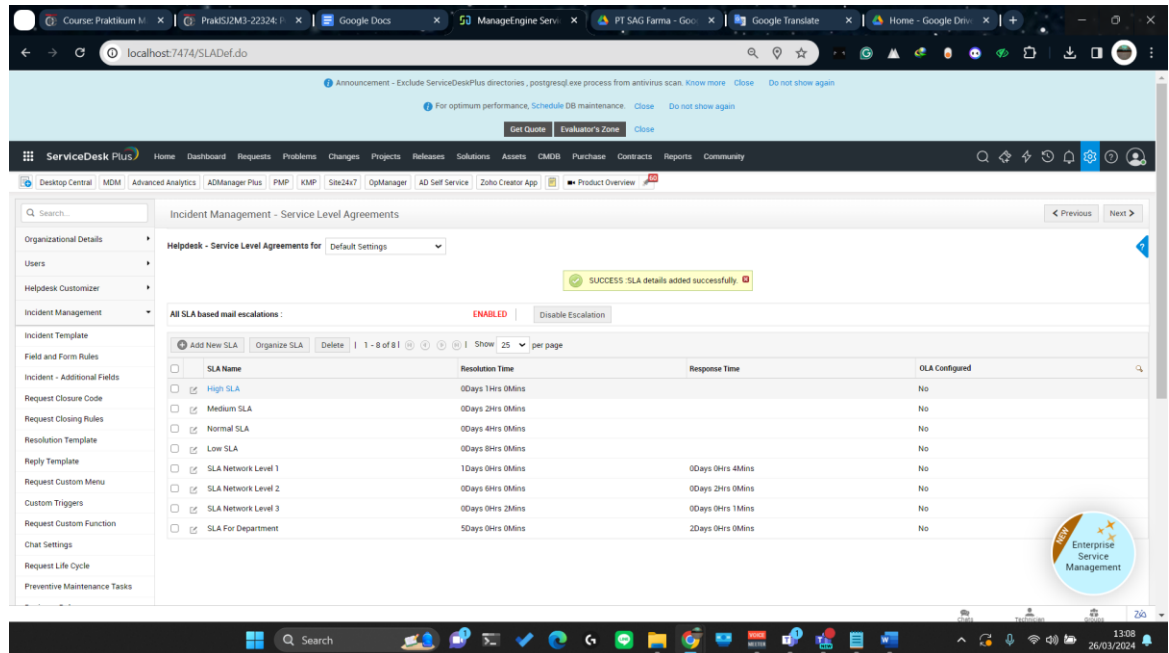 Course: Praktikum M
PrakISJ2M3-22324: P
Google Docs
ManageEngine Servi
PT SAG Farma - Goo
Google Translate
Home - Google Driv
localhost:7474/SLADef.do
Announcement - Exclude ServiceDeskPlus directories , postgresql.exe process from antivirus scan. Know more Close Do not show again
For optimum performance, Schedule DB maintenance. Close Do not show again
Get Quote Evaluator's Zone Close
ServiceDesk Plus Home Dashboard Requests Problems Changes Projects Releases Solutions Assets CMDB Purchase Contracts Reports Community
Desktop Central MDM Advanced Analytics ADManager Plus PMP KMP Site24x7 OpManager AD Self Service Zoho Creator App Product Overview 60
Search...
Incident Management - Service Level Agreements
Previous Next
Organizational Details
Users
Helpdesk Customizer
Incident Management
Incident Template
Field and Form Rules
Incident - Additional Fields
Request Closure Code
Request Closing Rules
Resolution Template
Reply Template
Request Custom Menu
Custom Triggers
Request Custom Function
Chat Settings
Request Life Cycle
Preventive Maintenance Tasks
Helpdesk - Service Level Agreements for Default Settings
SUCCESS :SLA details added successfully.
All SLA based mail escalations : ENABLED Disable Escalation
Add New SLA Organize SLA Delete | 1 - 8 of 8 | Show 25 per page
SLA Name Resolution Time Response Time OLA Configured
High SLA 0Days 1Hrs 0Mins No
Medium SLA 0Days 2Hrs 0Mins No
Normal SLA 0Days 4Hrs 0Mins No
Low SLA 0Days 8Hrs 0Mins No
SLA Network Level 1 1Days 0Hrs 0Mins 0Days 0Hrs 4Mins No
SLA Network Level 2 0Days 6Hrs 0Mins 0Days 2Hrs 0Mins No
SLA Network Level 3 0Days 0Hrs 2Mins 0Days 0Hrs 1Mins No
SLA For Department 5Days 0Hrs 0Mins 2Days 0Hrs 0Mins No
NEW
Enterprise
Service
Management
Chats Technician Groups Zia
Search
13:08
26/03/2024